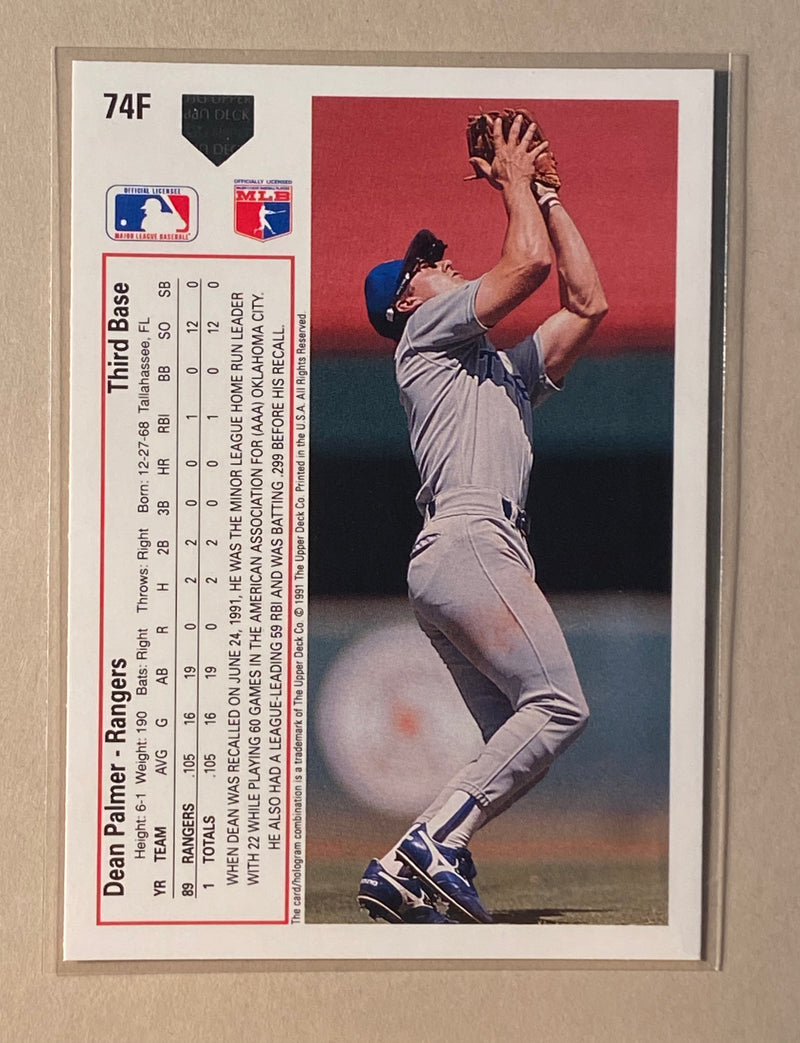 74F
UPPER
DECK
OFFICIAL LICENSEE
MAJOR LEAGUE BASEBALL
OFFICIALLY LICENSED
MAJOR LEAGUE BASEBALL PLAYERS
MLB
Dean Palmer - Rangers Third Base
Height: 6-1 Weight: 190 Bats: Right Throws: Right Born: 12-27-68 Tallahassee, FL
YR TEAM AVG G AB R H 2B 3B HR RBI BB SO SB
89 RANGERS .105 16 19 0 2 2 0 0 1 0 12 0
1 TOTALS .105 16 19 0 2 2 0 0 1 0 12 0
WHEN DEAN WAS RECALLED ON JUNE 24, 1991, HE WAS THE MINOR LEAGUE HOME RUN LEADER
WITH 22 WHILE PLAYING 60 GAMES IN THE AMERICAN ASSOCIATION FOR (AAA) OKLAHOMA CITY.
HE ALSO HAD A LEAGUE-LEADING 59 RBI AND WAS BATTING .299 BEFORE HIS RECALL.
The card/hologram combination is a trademark of The Upper Deck Co. © 1991 The Upper Deck Co. Printed in the U.S.A. All Rights Reserved.